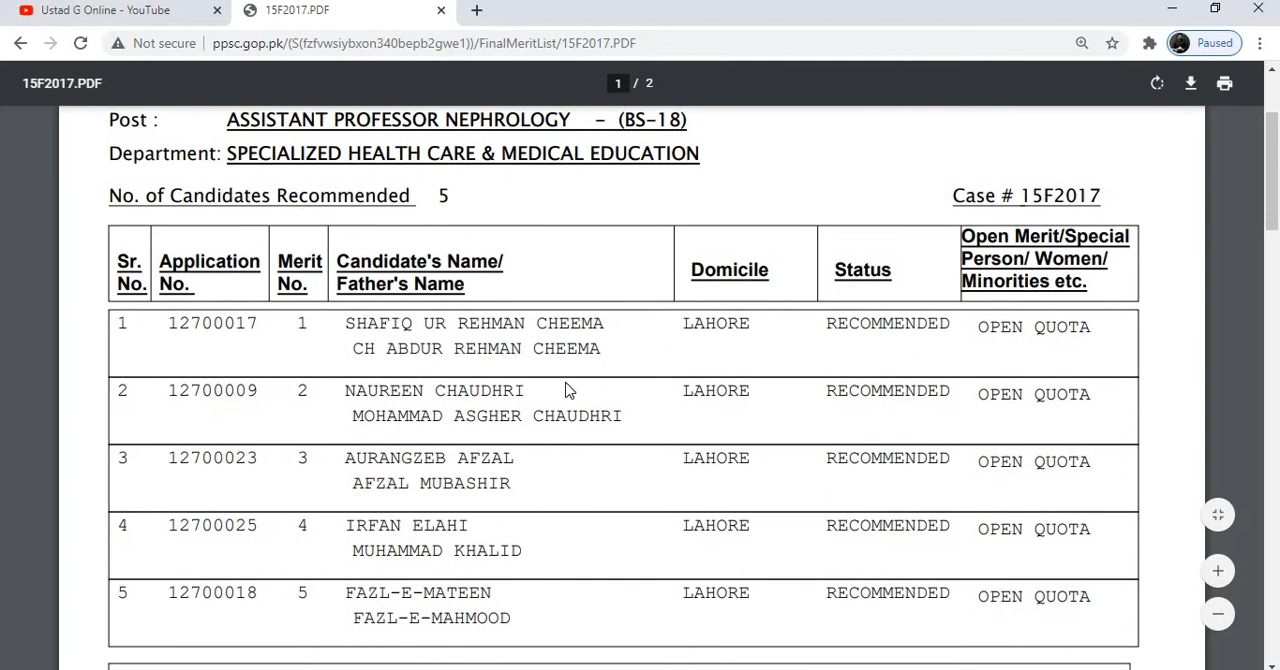 Ustad G Online - YouTube
15F2017.PDF
Not secure
ppsc.gop.pk/(S(fzfvwsiybxon340bepb2gwe1))/FinalMeritList/15F2017.PDF
Paused
15F2017.PDF
1 / 2
Post : ASSISTANT PROFESSOR NEPHROLOGY - (BS-18)
Department: SPECIALIZED HEALTH CARE & MEDICAL EDUCATION
No. of Candidates Recommended 5 Case # 15F2017
Sr. No. Application No. Merit No. Candidate's Name/ Father's Name Domicile Status Open Merit/Special Person/ Women/ Minorities etc.
1 12700017 1 SHAFIQ UR REHMAN CHEEMA LAHORE RECOMMENDED OPEN QUOTA
CH ABDUR REHMAN CHEEMA
2 12700009 2 NAUREEN CHAUDHRI LAHORE RECOMMENDED OPEN QUOTA
MOHAMMAD ASGHER CHAUDHRI
3 12700023 3 AURANGZEB AFZAL LAHORE RECOMMENDED OPEN QUOTA
AFZAL MUBASHIR
4 12700025 4 IRFAN ELAHI LAHORE RECOMMENDED OPEN QUOTA
MUHAMMAD KHALID
5 12700018 5 FAZL-E-MATEEN LAHORE RECOMMENDED OPEN QUOTA
FAZL-E-MAHMOOD